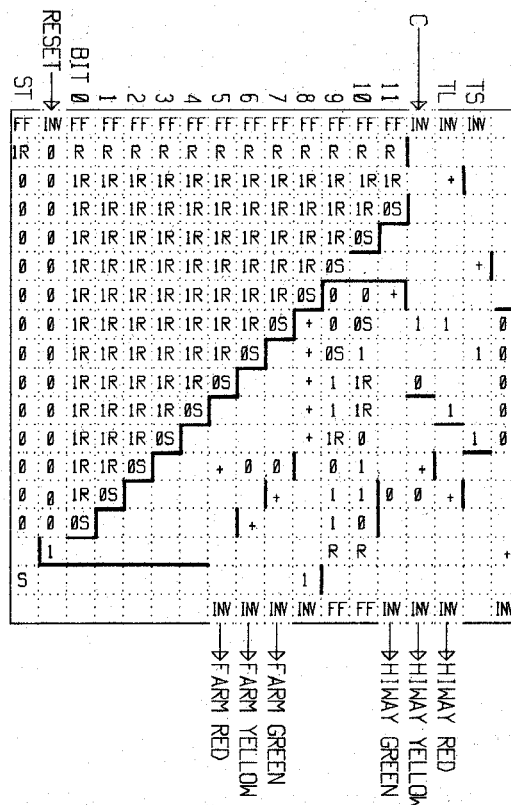 ST RESET BIT 0 1 2 3 4 5 6 7 8 9 10 11 C TL TS
FF INV FF FF FF FF FF FF FF FF FF FF FF FF INV INV INV
1R 0 R R R R R R R R R R R R
0 0 1R 1R 1R 1R 1R 1R 1R 1R 1R 1R 1R 1R +
0 0 1R 1R 1R 1R 1R 1R 1R 1R 1R 1R 1R 0S
0 0 1R 1R 1R 1R 1R 1R 1R 1R 1R 1R 0S
0 0 1R 1R 1R 1R 1R 1R 1R 1R 1R 0S +
0 0 1R 1R 1R 1R 1R 1R 1R 1R 0S 0 0 +
0 0 1R 1R 1R 1R 1R 1R 1R 0S + 0 0S 1 1 0
0 0 1R 1R 1R 1R 1R 1R 0S + 0S 1 1 0
0 0 1R 1R 1R 1R 1R 0S + 1 1R 0 0
0 0 1R 1R 1R 1R 0S + 1 1R 1 0
0 0 1R 1R 1R 0S + 1R 0 1 0
0 0 1R 1R 0S + 0 0 0 1 +
0 0 1R 0S + 1 1 0 0 +
0 0 0S + 1 0
1 R R +
S 1
INV INV INV INV FF FF INV INV INV
FARM RED
FARM YELLOW
FARM GREEN
HIWAY GREEN
HIWAY YELLOW
HIWAY RED